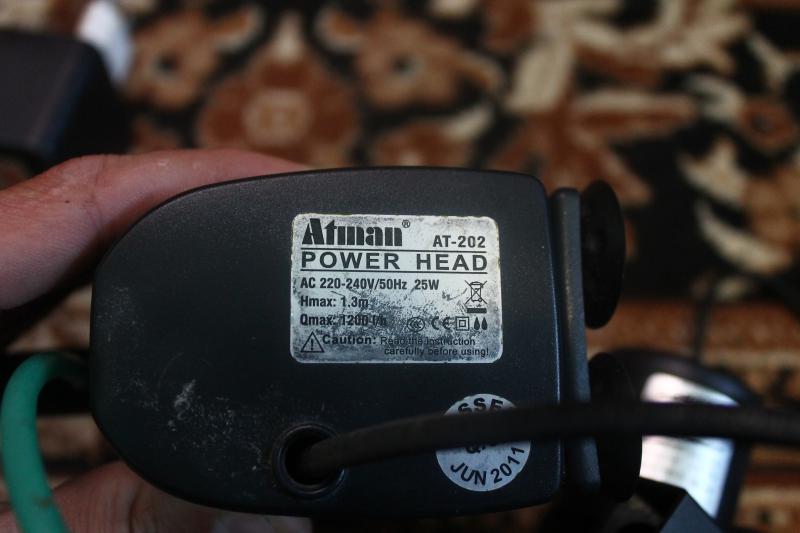 Atman® AT-202
POWER HEAD
AC 220-240V/50Hz 25W
Hmax: 1.3m
Qmax: 1200 l/h
Caution: Read the instruction
carefully before using!
JUN 2011